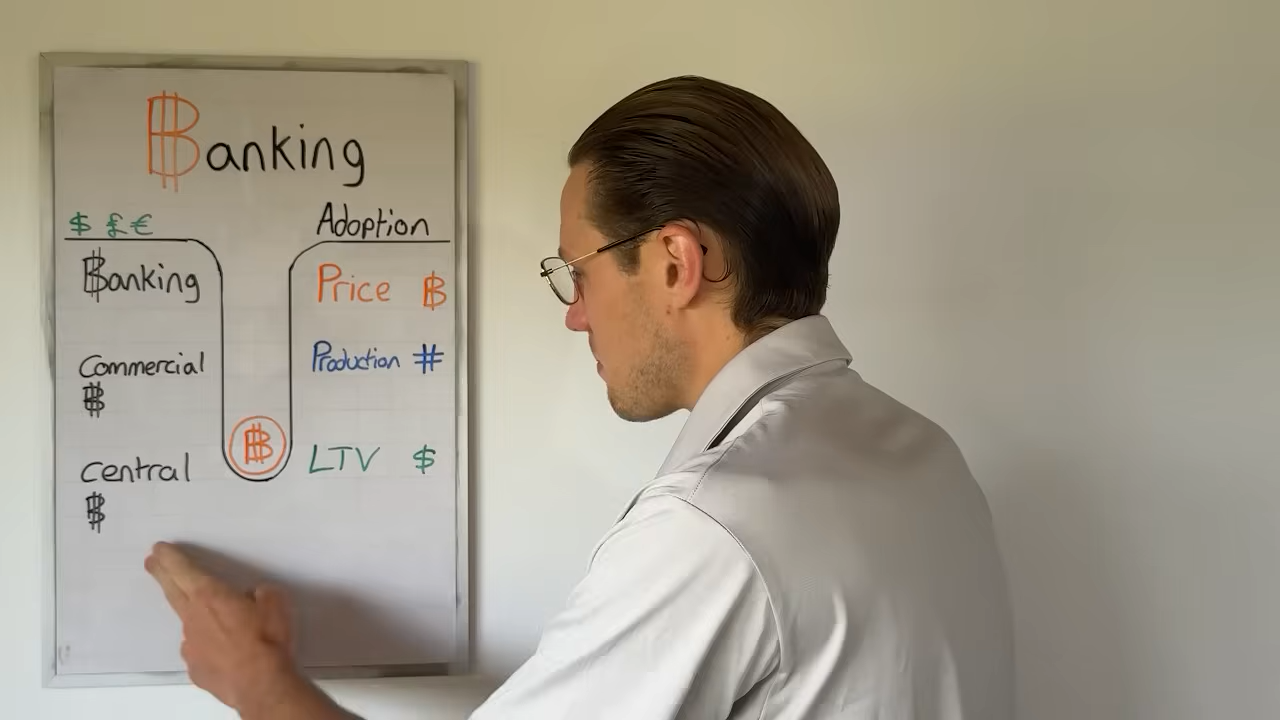 ₿anking
$ £ €
₿anking
Commercial
₿
central
₿
₿
Adoption
Price ₿
Production #
LTV $